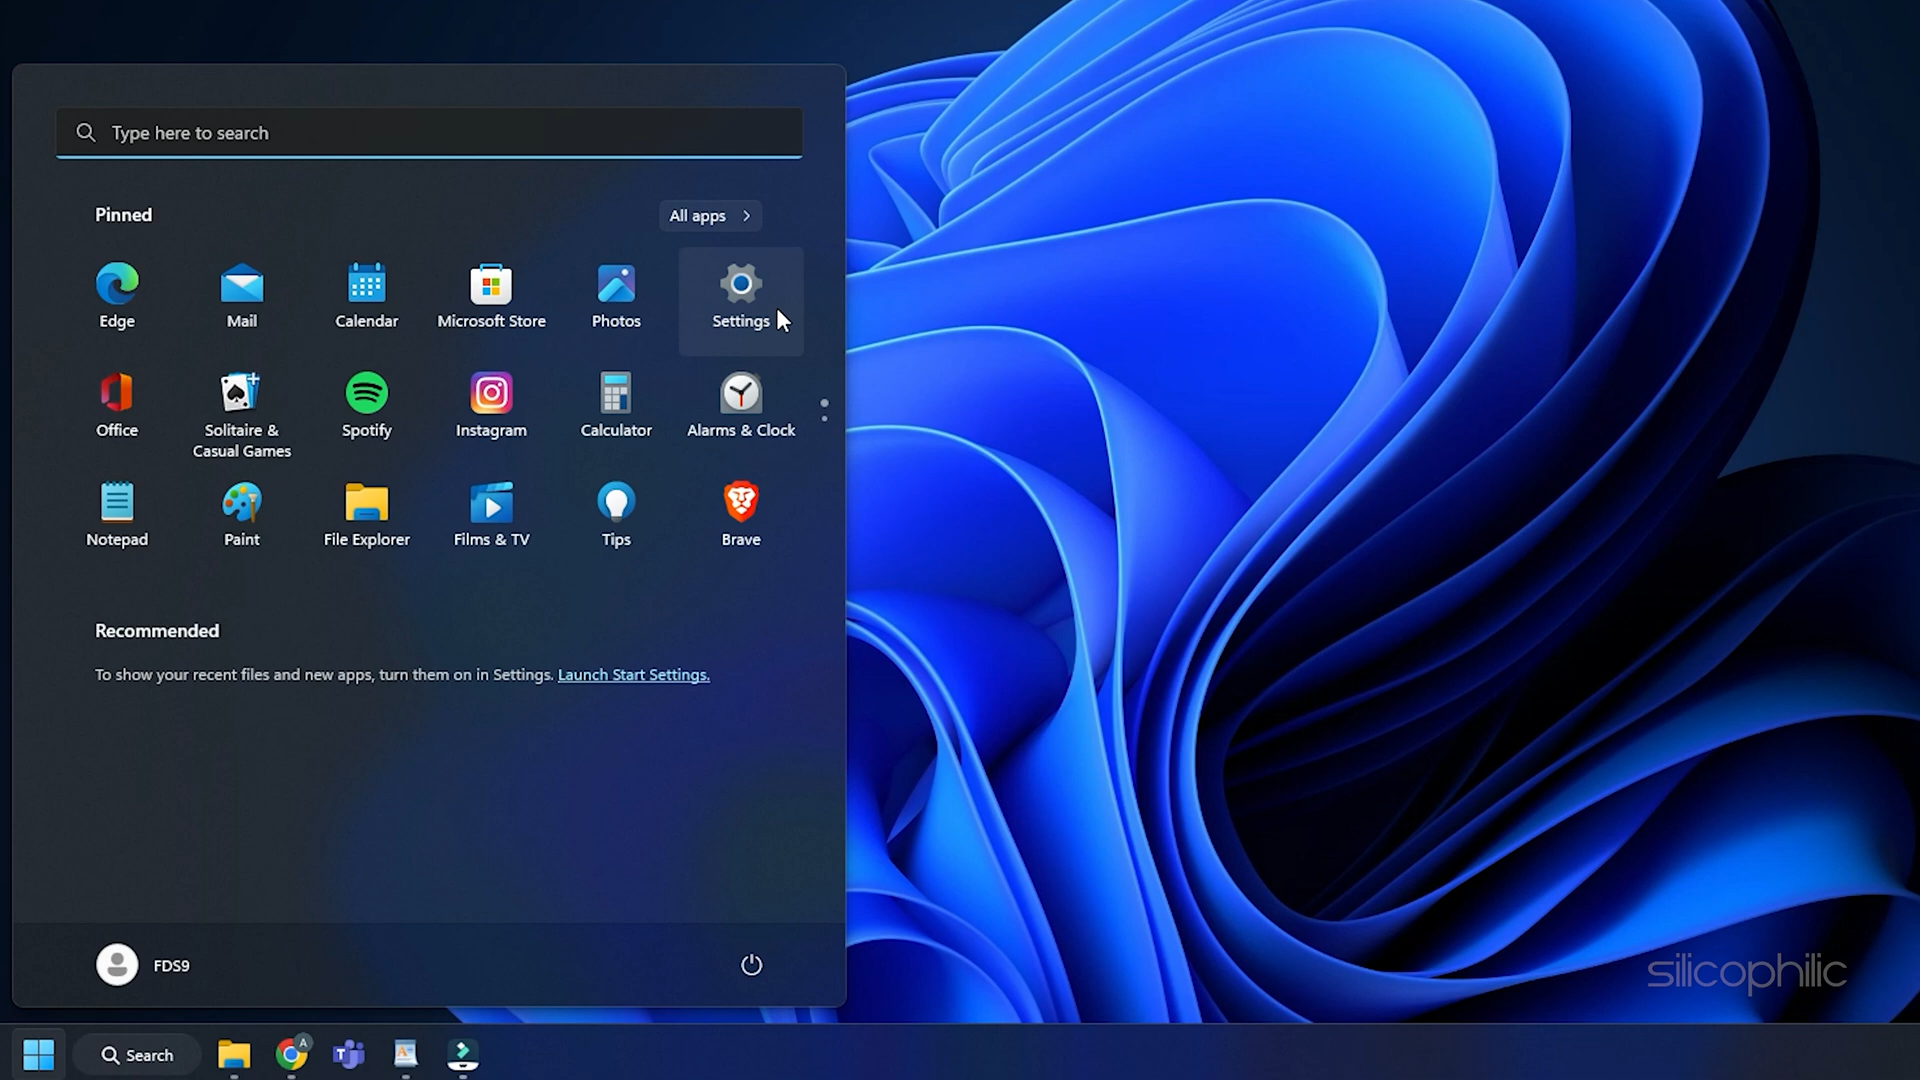 Type here to search
Pinned
All apps
Edge
Mail
Calendar
Microsoft Store
Photos
Settings
Office
Solitaire &
Casual Games
Spotify
Instagram
Calculator
Alarms & Clock
Notepad
Paint
File Explorer
Films & TV
Tips
Brave
Recommended
To show your recent files and new apps, turn them on in Settings. Launch Start Settings.
FDS9
silicophilic
Search
A
T